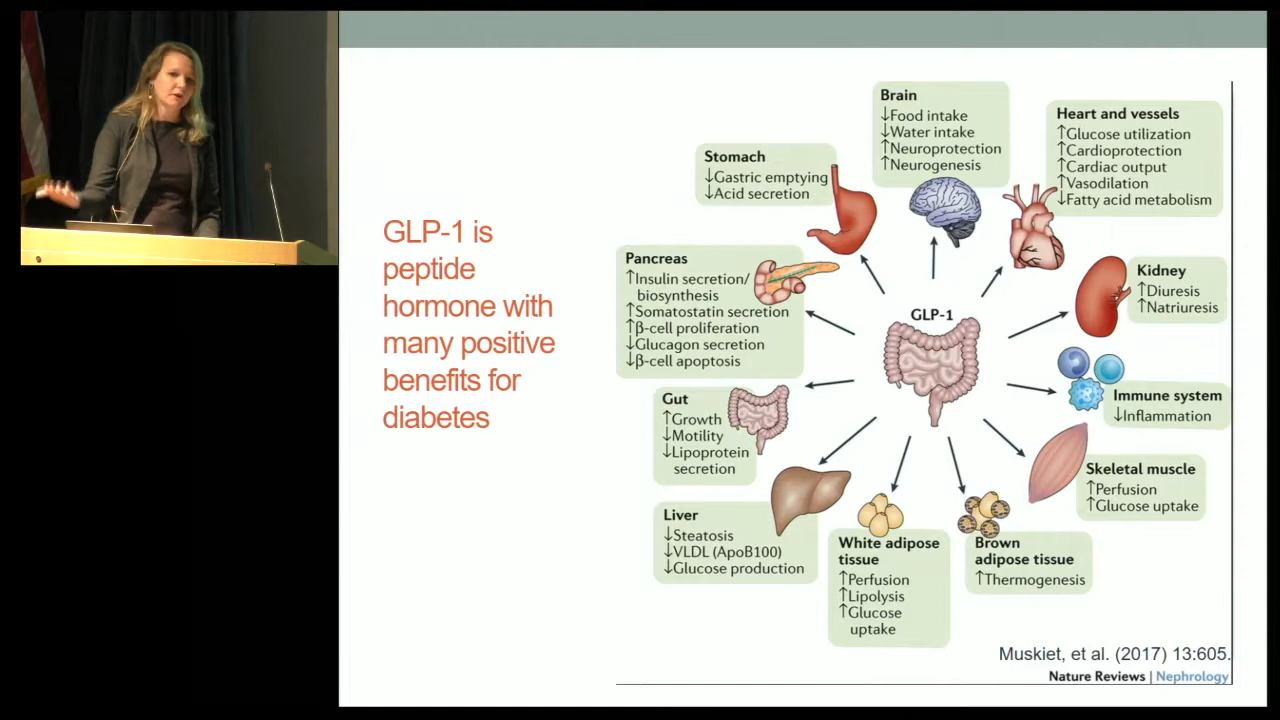 GLP-1 is
peptide
hormone with
many positive
benefits for
diabetes
Brain
↓Food intake
↓Water intake
↑Neuroprotection
↑Neurogenesis
Heart and vessels
↑Glucose utilization
↑Cardioprotection
↑Cardiac output
↑Vasodilation
↓Fatty acid metabolism
Stomach
↓Gastric emptying
↓Acid secretion
Pancreas
↑Insulin secretion/
biosynthesis
↑Somatostatin secretion
↑β-cell proliferation
↓Glucagon secretion
↓β-cell apoptosis
Kidney
↑Diuresis
↑Natriuresis
GLP-1
Immune system
↓Inflammation
Gut
↑Growth
↓Motility
↓Lipoprotein
secretion
Skeletal muscle
↑Perfusion
↑Glucose uptake
Liver
↓Steatosis
↓VLDL (ApoB100)
↓Glucose production
White adipose
tissue
↑Perfusion
↑Lipolysis
↑Glucose
uptake
Brown
adipose tissue
↑Thermogenesis
Muskiet, et al. (2017) 13:605.
Nature Reviews | Nephrology